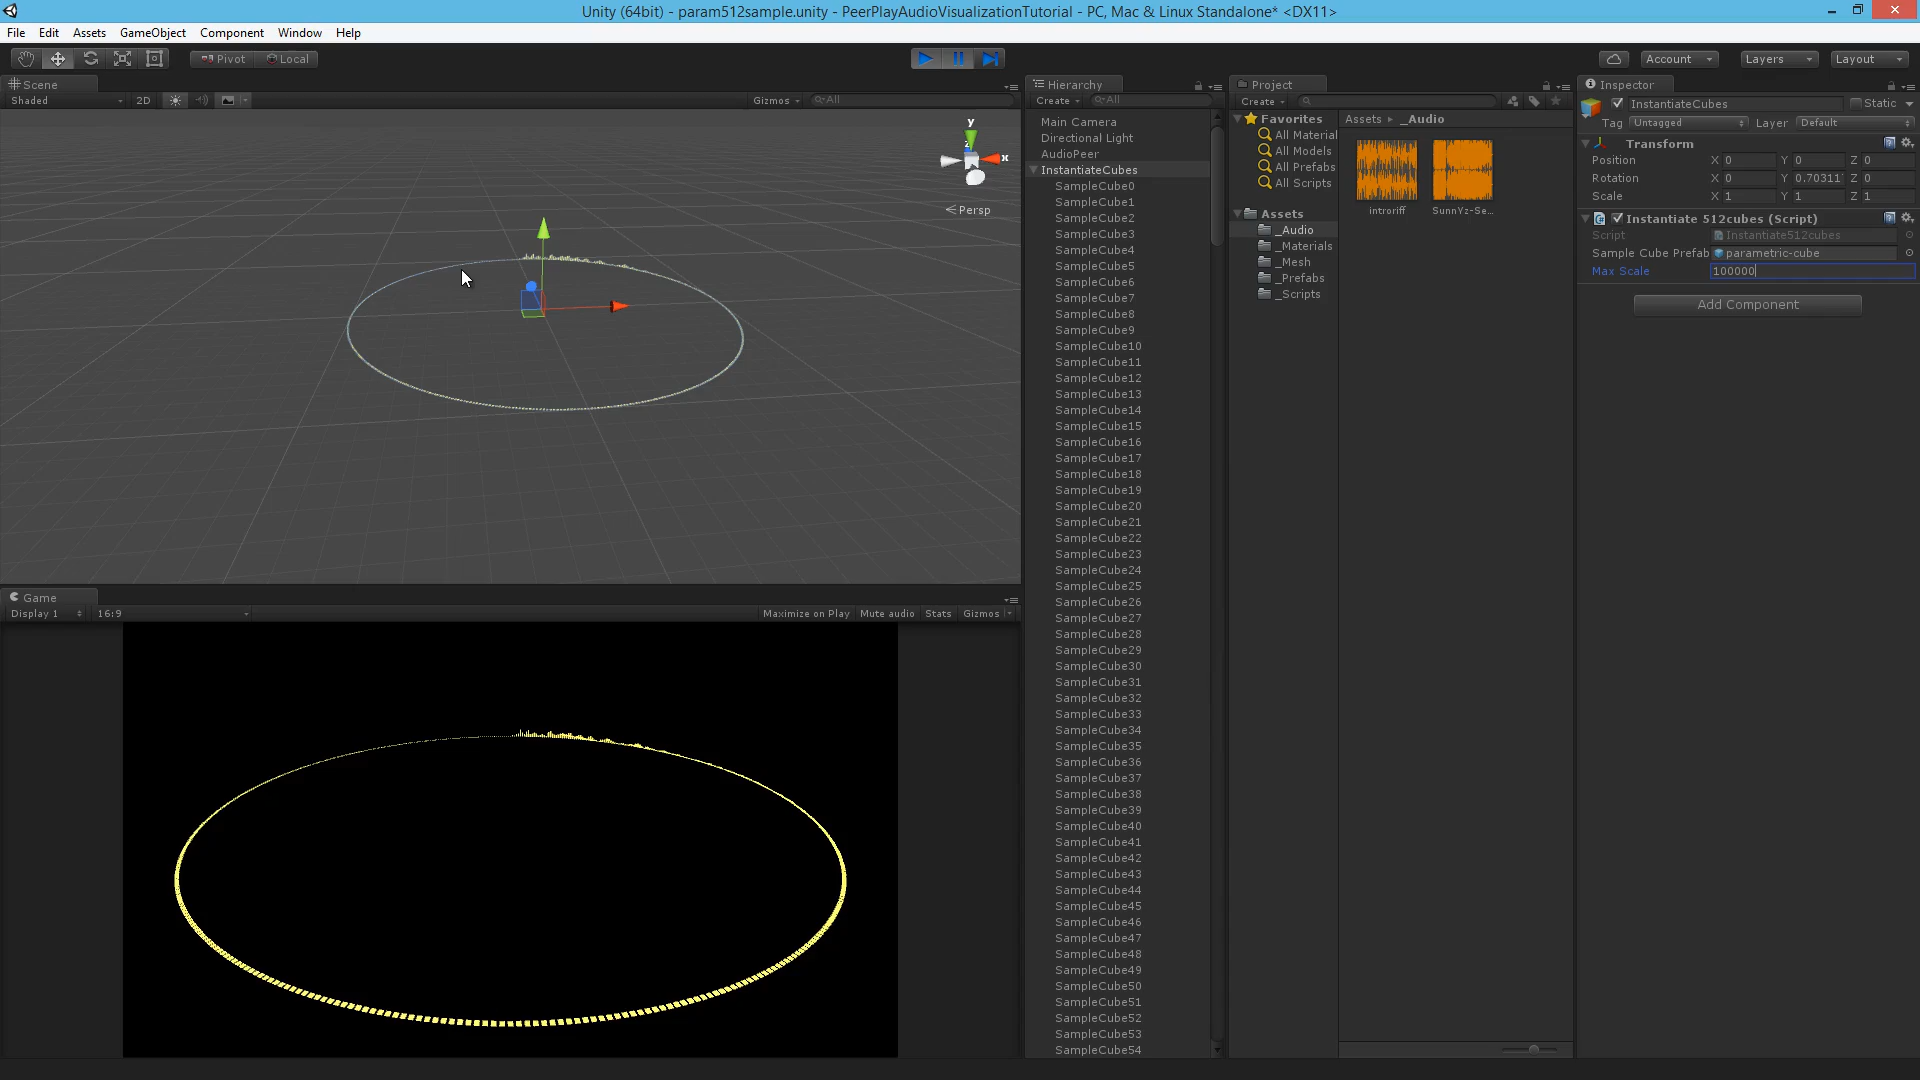 Unity (64bit) - param512sample.unity - PeerPlayAudioVisualizationTutorial - PC, Mac & Linux Standalone* <DX11>
File Edit Assets GameObject Component Window Help
Pivot Local Account Layers Layout
Scene
Shaded 2D Gizmos All
y
x
z
Persp
Game
Display 1 16:9 Maximize on Play Mute audio Stats Gizmos
Hierarchy
Create All
Main Camera
Directional Light
AudioPeer
InstantiateCubes
SampleCube0
SampleCube1
SampleCube2
SampleCube3
SampleCube4
SampleCube5
SampleCube6
SampleCube7
SampleCube8
SampleCube9
SampleCube10
SampleCube11
SampleCube12
SampleCube13
SampleCube14
SampleCube15
SampleCube16
SampleCube17
SampleCube18
SampleCube19
SampleCube20
SampleCube21
SampleCube22
SampleCube23
SampleCube24
SampleCube25
SampleCube26
SampleCube27
SampleCube28
SampleCube29
SampleCube30
SampleCube31
SampleCube32
SampleCube33
SampleCube34
SampleCube35
SampleCube36
SampleCube37
SampleCube38
SampleCube39
SampleCube40
SampleCube41
SampleCube42
SampleCube43
SampleCube44
SampleCube45
SampleCube46
SampleCube47
SampleCube48
SampleCube49
SampleCube50
SampleCube51
SampleCube52
SampleCube53
SampleCube54
Project
Create
Favorites
All Material
All Models
All Prefabs
All Scripts
Assets
_Audio
_Materials
_Mesh
_Prefabs
_Scripts
Assets _Audio
introriff SunnYz-Se...
Inspector
InstantiateCubes Static
Tag Untagged Layer Default
Transform
Position X 0 Y 0 Z 0
Rotation X 0 Y 0.70311 Z 0
Scale X 1 Y 1 Z 1
Instantiate 512cubes (Script)
Script Instantiate512cubes
Sample Cube Prefab parametric-cube
Max Scale 100000
Add Component